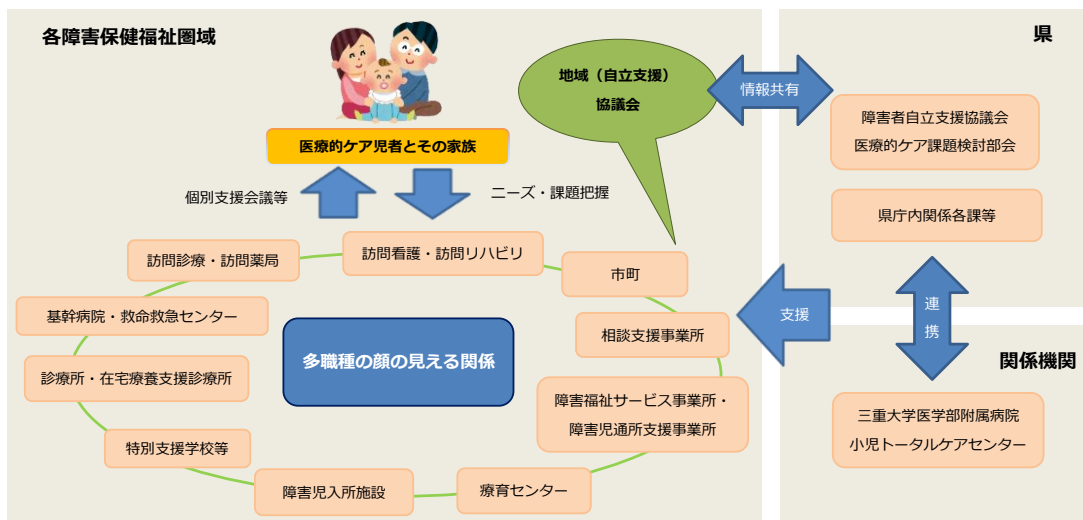 各障害保健福祉圏域
県
地域（自立支援）
協議会
情報共有
障害者自立支援協議会
医療的ケア課題検討部会
医療的ケア児者とその家族
個別支援会議等
ニーズ・課題把握
県庁内関係各課等
訪問診療・訪問薬局
訪問看護・訪問リハビリ
市町
基幹病院・救命救急センター
支援
連
携
相談支援事業所
多職種の顔の見える関係
関係機関
診療所・在宅療養支援診療所
障害福祉サービス事業所・
障害児通所支援事業所
三重大学医学部附属病院
小児トータルケアセンター
特別支援学校等
障害児入所施設
療育センター